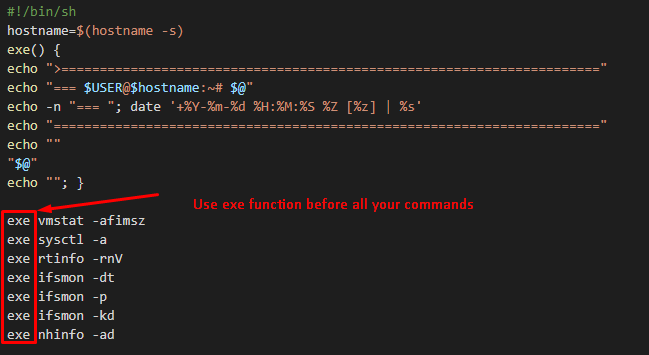 #!/bin/sh
hostname=$(hostname -s)
exe() {
echo ">====================================================================="
echo "=== $USER@$hostname:~# $@"
echo -n "=== "; date '+%Y-%m-%d %H:%M:%S %Z [%z] | %s'
echo "======================================================================"
echo ""
"$@"
echo ""; }
Use exe function before all your commands
exe vmstat -afimsz
exe sysctl -a
exe rtinfo -rnV
exe ifsmon -dt
exe ifsmon -p
exe ifsmon -kd
exe nhinfo -ad